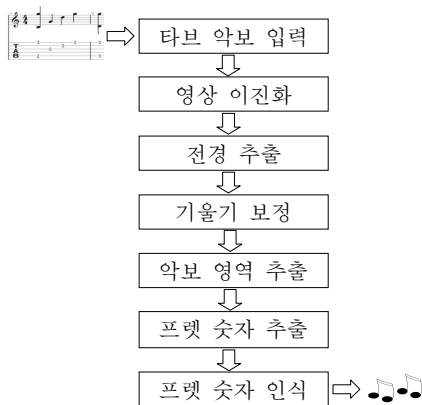 타브 악보 입력
영상 이진화
전경 추출
기울기 보정
악보 영역 추출
프렛 숫자 추출
프렛 숫자 인식